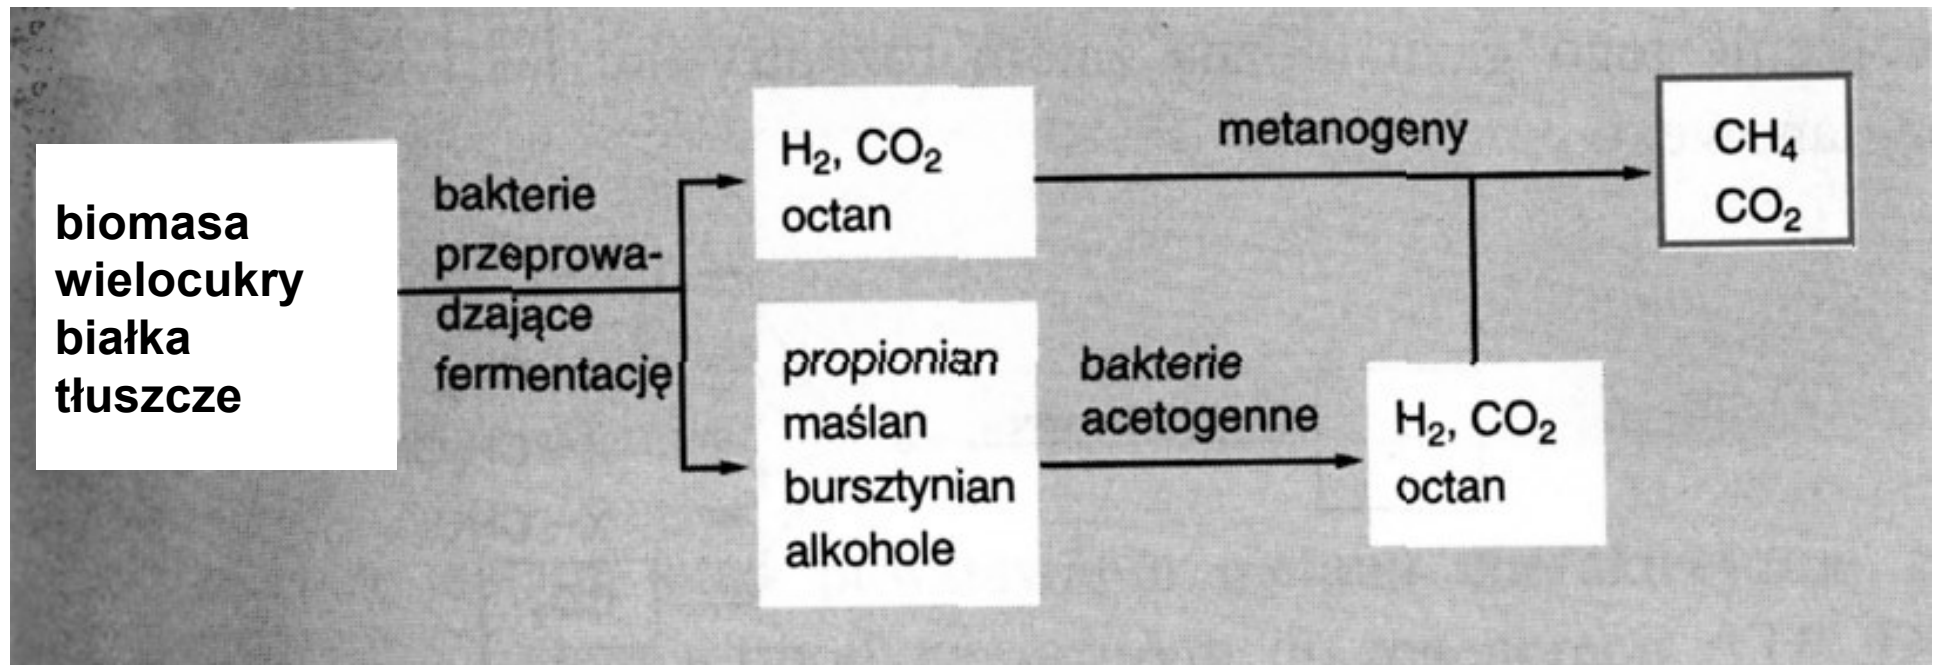 biomasa
wielocukry
białka
tłuszcze
bakterie
przeprowa-
dzające
fermentację
H₂, CO₂
octan
propionian
maślan
bursztynian
alkohole
metanogeny
bakterie
acetogenne
H₂, CO₂
octan
CH₄
CO₂